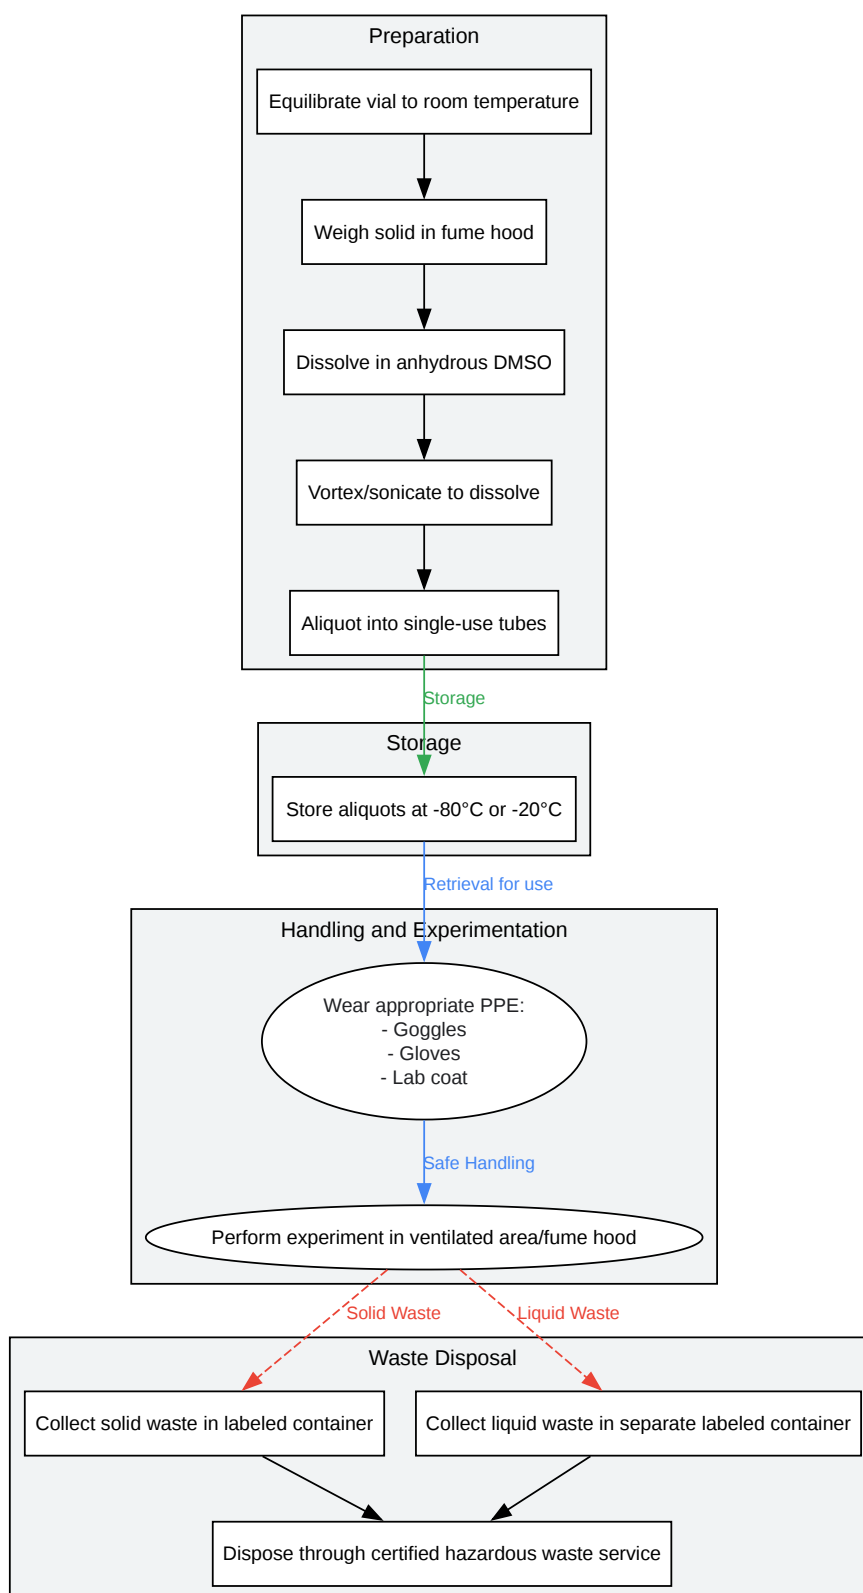 Preparation
Equilibrate vial to room temperature
Weigh solid in fume hood
Dissolve in anhydrous DMSO
Vortex/sonicate to dissolve
Aliquot into single-use tubes
Storage
Storage
Store aliquots at -80°C or -20°C
Retrieval for use
Handling and Experimentation
Wear appropriate PPE:
- Goggles
- Gloves
- Lab coat
Safe Handling
Perform experiment in ventilated area/fume hood
Solid Waste
Liquid Waste
Waste Disposal
Collect solid waste in labeled container
Collect liquid waste in separate labeled container
Dispose through certified hazardous waste service